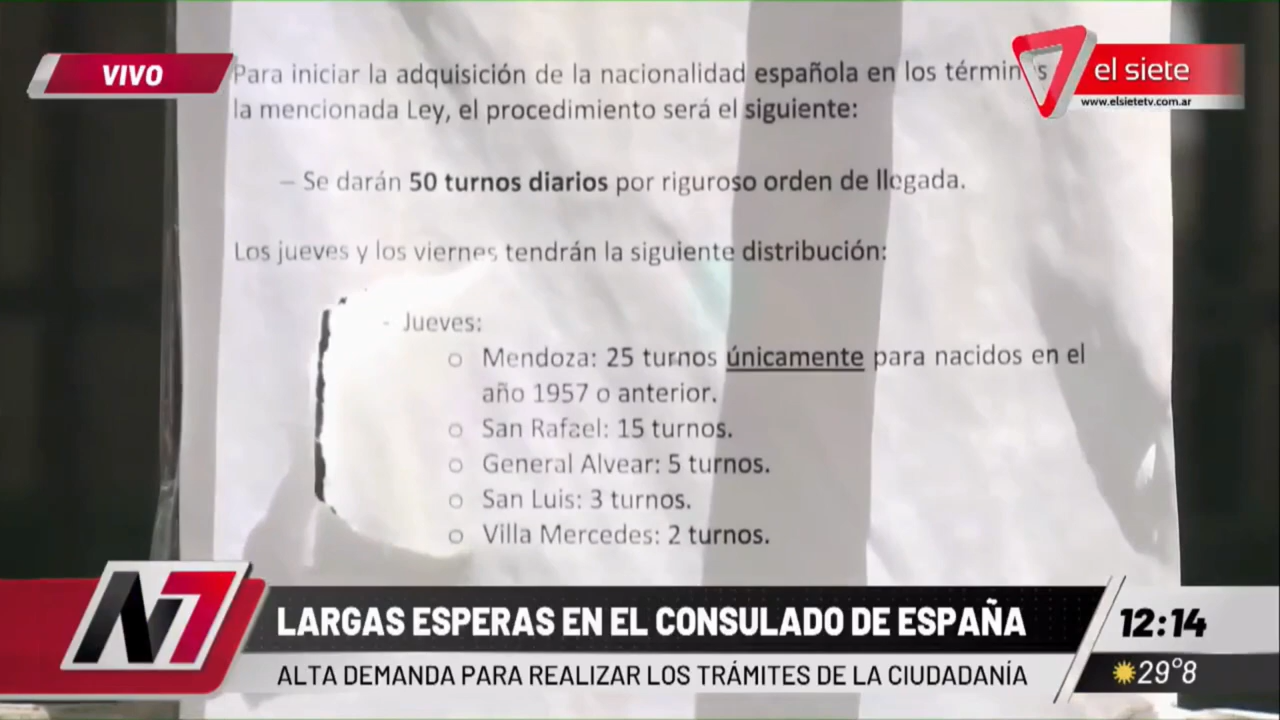 VIVO
el siete
www.elsietetv.com.ar
Para iniciar la adquisición de la nacionalidad española en los términ s
la mencionada Ley, el procedimiento será el siguiente:
– Se darán 50 turnos diarios por riguroso orden de llegada.
Los jueves y los viernes tendrán la siguiente distribución:
- Jueves:
o Mendoza: 25 turnos únicamente para nacidos en el
año 1957 o anterior.
o San Rafael: 15 turnos.
o General Alvear: 5 turnos.
o San Luis: 3 turnos.
o Villa Mercedes: 2 turnos.
N7
LARGAS ESPERAS EN EL CONSULADO DE ESPAÑA
ALTA DEMANDA PARA REALIZAR LOS TRÁMITES DE LA CIUDADANÍA
12:14
29º8